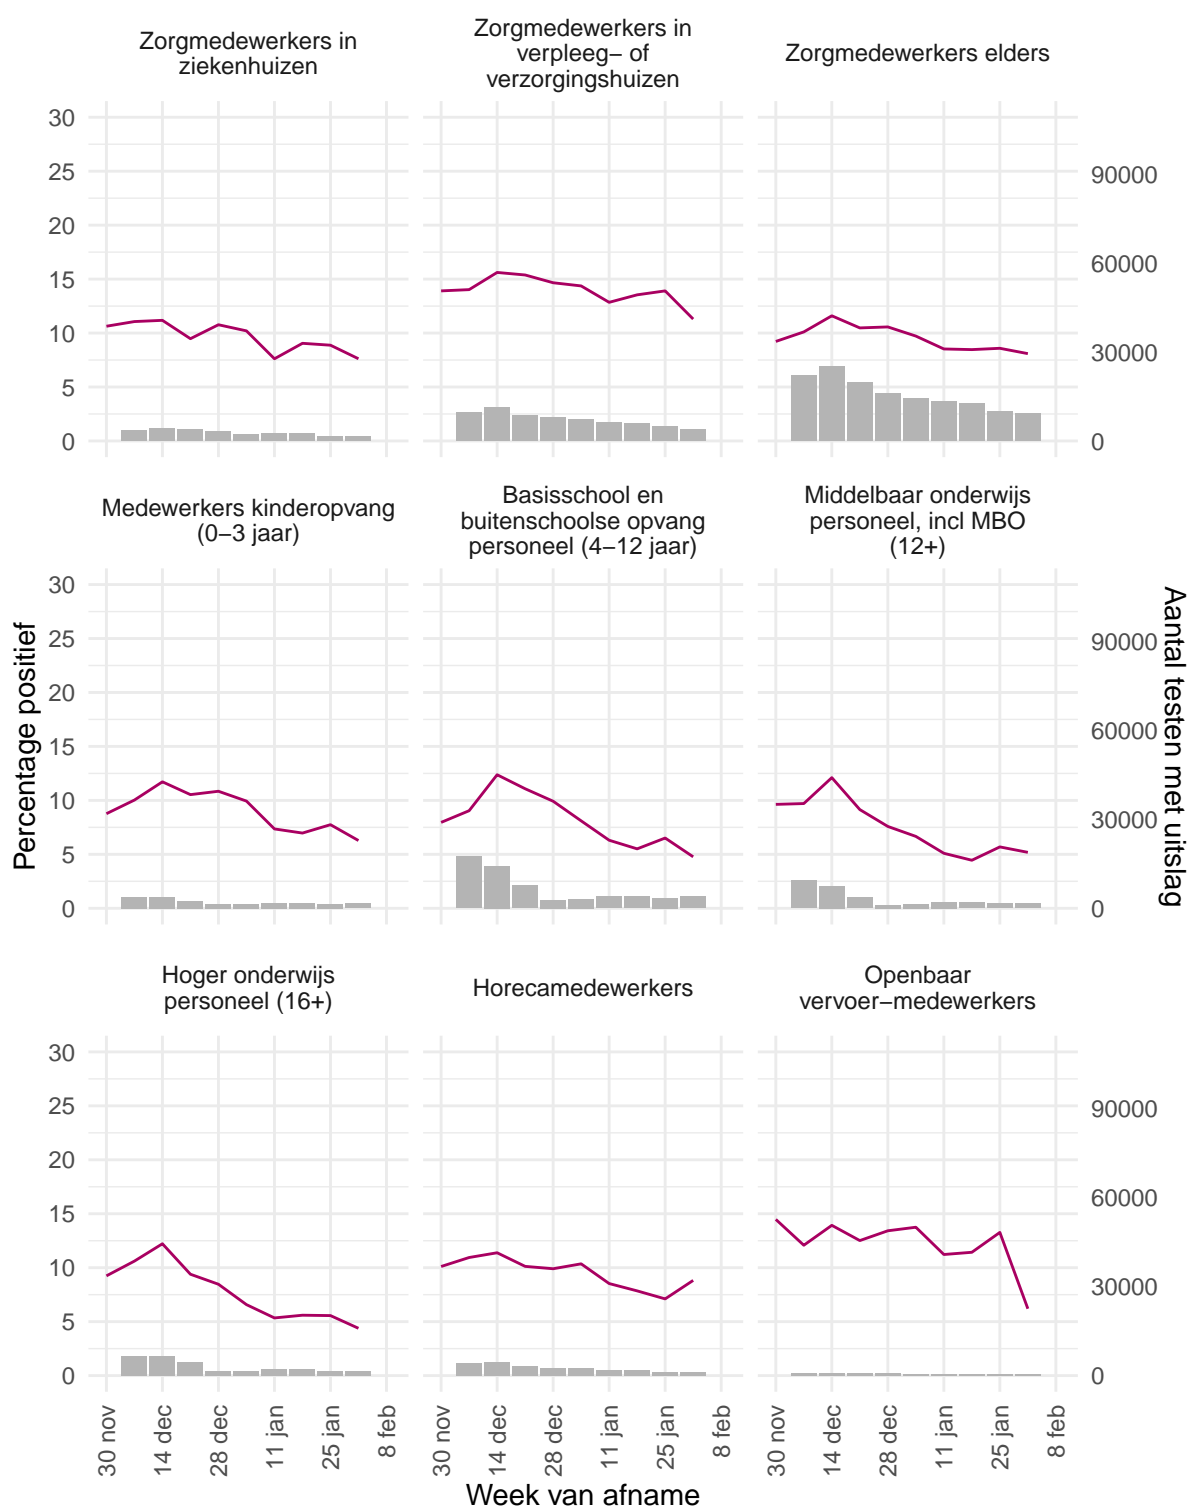 Zorgmedewerkers in
ziekenhuizen
Zorgmedewerkers in
verpleeg− of
verzorgingshuizen
Zorgmedewerkers elders
30
25
20
15
10
5
0
90000
60000
30000
0
Medewerkers kinderopvang
(0−3 jaar)
Basisschool en
buitenschoolse opvang
personeel (4−12 jaar)
Middelbaar onderwijs
personeel, incl MBO
(12+)
30
25
20
15
10
5
0
90000
60000
30000
0
Percentage positief
Aantal testen met uitslag
Hoger onderwijs
personeel (16+)
Horecamedewerkers
Openbaar
vervoer−medewerkers
30
25
20
15
10
5
0
90000
60000
30000
0
30 nov
14 dec
28 dec
11 jan
25 jan
8 feb
30 nov
14 dec
28 dec
11 jan
25 jan
8 feb
30 nov
14 dec
28 dec
11 jan
25 jan
8 feb
Week van afname